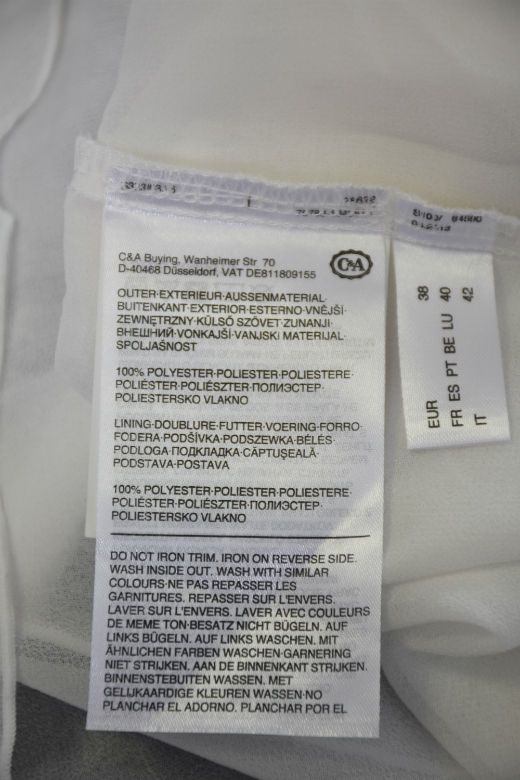 C&A Buying, Wanheimer Str 70
D-40468 Düsseldorf, VAT DE811809155
C&A
OUTER·EXTERIEUR·AUSSENMATERIAL·
BUITENKANT·EXTERIOR·ESTERNO·VNĚJŠÍ·
ZEWNĘTRZNY·KÜLSŐ SZÖVET·ZUNANJI·
ВНЕШНИЙ·VONKAJŠÍ·VANJSKI MATERIJAL·
SPOLJAŠNOST
100% POLYESTER·POLIESTER·POLIESTERE·
POLIÉSTER·POLIÉSZTER·ПОЛИЭСТЕР·
POLIESTERSKO VLAKNO
LINING·DOUBLURE·FUTTER·VOERING·FORRO·
FODERA·PODŠÍVKA·PODSZEWKA·BÉLÉS·
PODLOGA·ПОДКЛАДКА·CĂPTUŞEALĂ·
PODSTAVA·POSTAVA
100% POLYESTER·POLIESTER·POLIESTERE·
POLIÉSTER·POLIÉSZTER·ПОЛИЭСТЕР·
POLIESTERSKO VLAKNO
DO NOT IRON TRIM. IRON ON REVERSE SIDE.
WASH INSIDE OUT. WASH WITH SIMILAR
COLOURS·NE PAS REPASSER LES
GARNITURES. REPASSER SUR L'ENVERS.
LAVER SUR L'ENVERS. LAVER AVEC COULEURS
DE MEME TON·BESATZ NICHT BÜGELN. AUF
LINKS BÜGELN. AUF LINKS WASCHEN. MIT
ÄHNLICHEN FARBEN WASCHEN·GARNERING
NIET STRIJKEN. AAN DE BINNENKANT STRIJKEN.
BINNENSTEBUITEN WASSEN. MET
GELIJKAARDIGE KLEUREN WASSEN·NO
PLANCHAR EL ADORNO. PLANCHAR POR EL
EUR 38
FR ES PT BE LU 40
IT 42